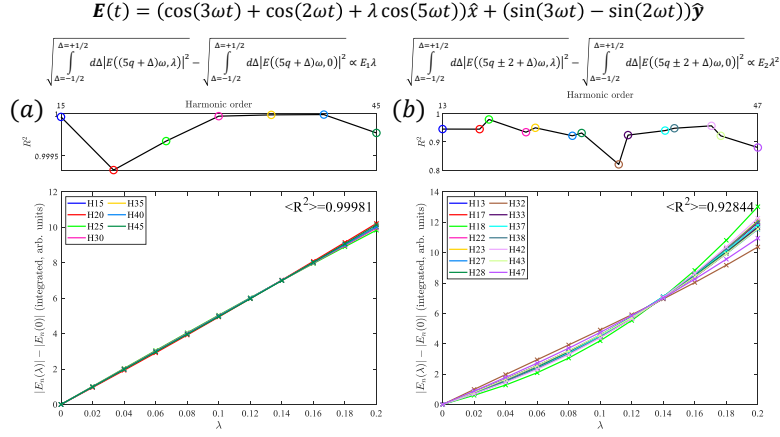 E(t) = (cos(3ωt) + cos(2ωt) + λ cos(5ωt))x̂ + (sin(3ωt) − sin(2ωt))ŷ
√(∫_{Δ=−1/2}^{Δ=+1/2} dΔ|E((5q + Δ)ω, λ)|²) − √(∫_{Δ=−1/2}^{Δ=+1/2} dΔ|E((5q + Δ)ω, 0)|²) ∝ E₁λ
√(∫_{Δ=−1/2}^{Δ=+1/2} dΔ|E((5q ± 2 + Δ)ω, λ)|²) − √(∫_{Δ=−1/2}^{Δ=+1/2} dΔ|E((5q ± 2 + Δ)ω, 0)|²) ∝ E₂λ²
(a)
15
Harmonic order
45
1
0.9995
R²
<R²>=0.99981
H15
H20
H25
H30
H35
H40
H45
12
10
8
6
4
2
0
|Eₙ(λ)| − |Eₙ(0)| (integrated, arb. units)
0 0.02 0.04 0.06 0.08 0.1 0.12 0.14 0.16 0.18 0.2
λ
(b)
13
Harmonic order
47
1
0.9
0.8
R²
<R²>=0.92844
H13
H17
H18
H22
H23
H27
H28
H32
H33
H37
H38
H42
H43
H47
14
12
10
8
6
4
2
0
|Eₙ(λ)| − |Eₙ(0)| (integrated, arb. units)
0 0.02 0.04 0.06 0.08 0.1 0.12 0.14 0.16 0.18 0.2
λ